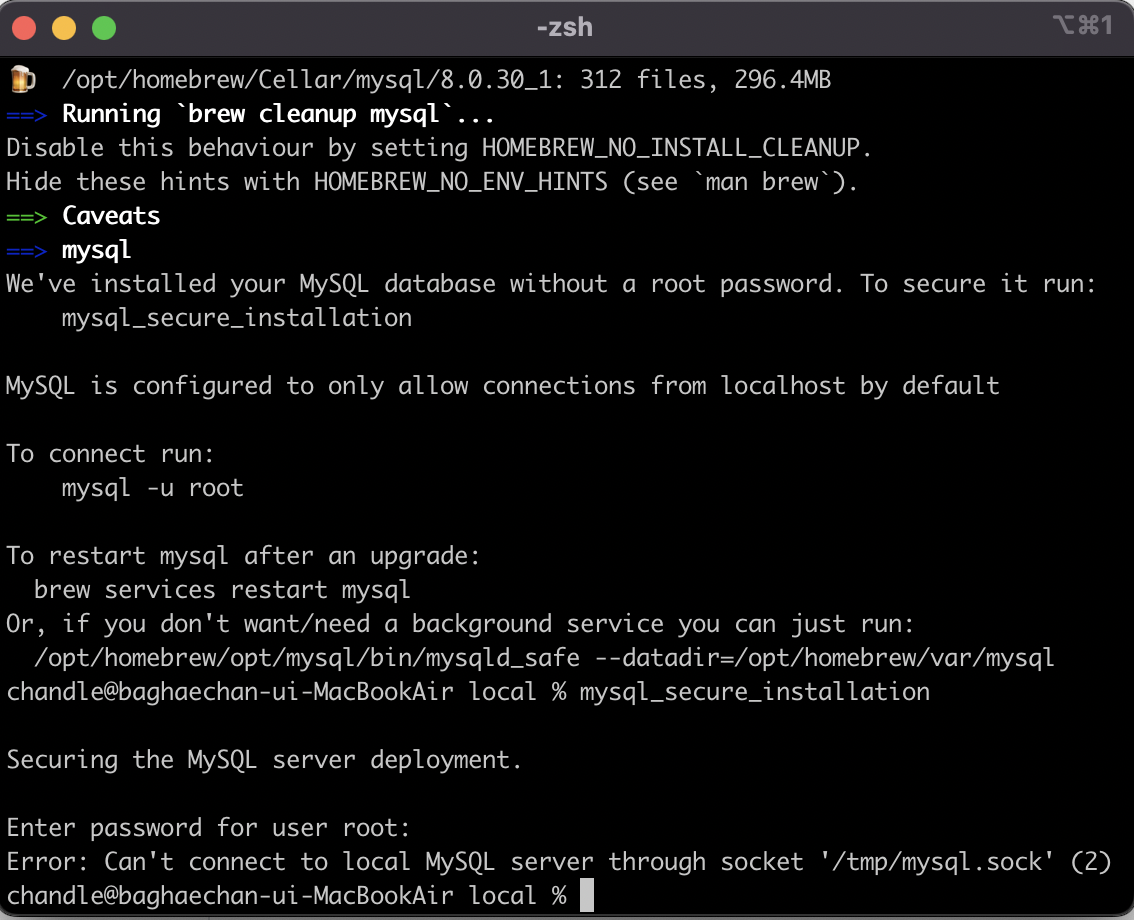 -zsh
⌥⌘1
🍺 /opt/homebrew/Cellar/mysql/8.0.30_1: 312 files, 296.4MB
==> Running `brew cleanup mysql`...
Disable this behaviour by setting HOMEBREW_NO_INSTALL_CLEANUP.
Hide these hints with HOMEBREW_NO_ENV_HINTS (see `man brew`).
==> Caveats
==> mysql
We've installed your MySQL database without a root password. To secure it run:
    mysql_secure_installation

MySQL is configured to only allow connections from localhost by default

To connect run:
    mysql -u root

To restart mysql after an upgrade:
  brew services restart mysql
Or, if you don't want/need a background service you can just run:
  /opt/homebrew/opt/mysql/bin/mysqld_safe --datadir=/opt/homebrew/var/mysql
chandle@baghaechan-ui-MacBookAir local % mysql_secure_installation

Securing the MySQL server deployment.

Enter password for user root:
Error: Can't connect to local MySQL server through socket '/tmp/mysql.sock' (2)
chandle@baghaechan-ui-MacBookAir local %